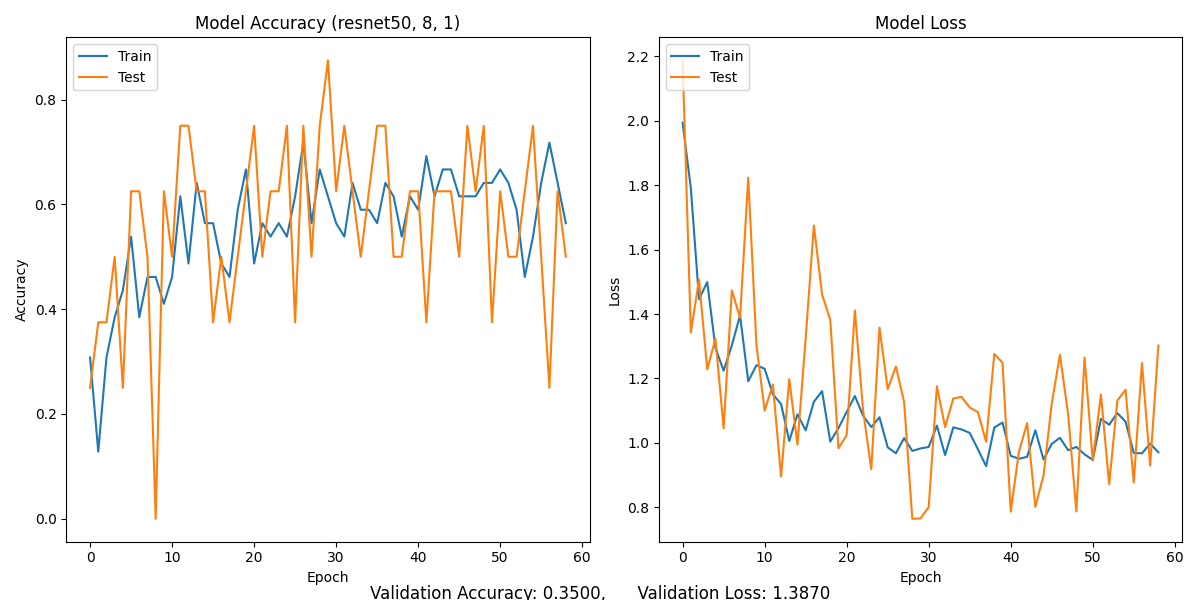 Model Accuracy (resnet50, 8, 1)
Train
Test
0.8
0.6
0.4
0.2
0.0
Accuracy
0 10 20 30 40 50 60
Epoch
Model Loss
Train
Test
2.2
2.0
1.8
1.6
1.4
1.2
1.0
0.8
Loss
0 10 20 30 40 50 60
Epoch
Validation Accuracy: 0.3500, Validation Loss: 1.3870